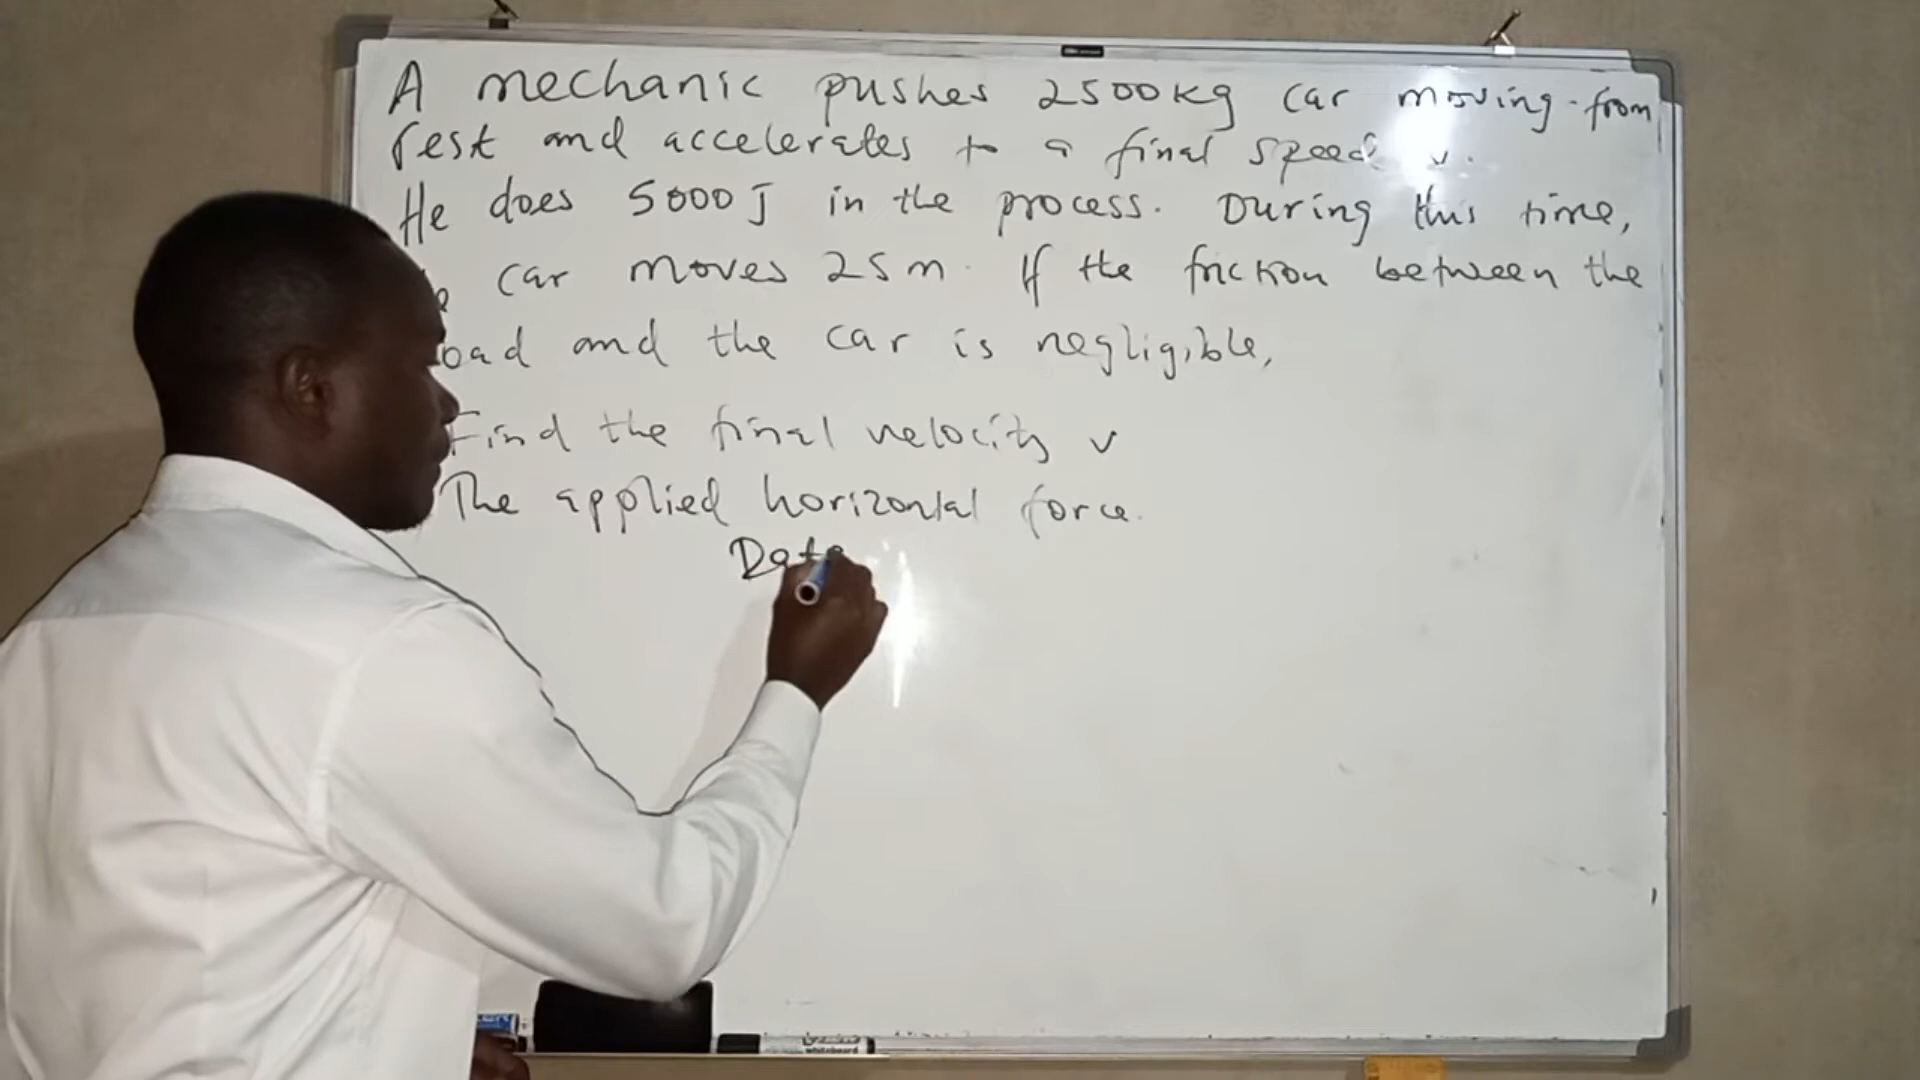 A mechanic pushes 2500kg car moving from
rest and accelerates to a final speed v.
He does 5000J in the process. During this time,
car moves 25m. If the friction between the
oad and the car is negligible,
Find the final velocity v
The applied horizontal force.
Data
whiteboard